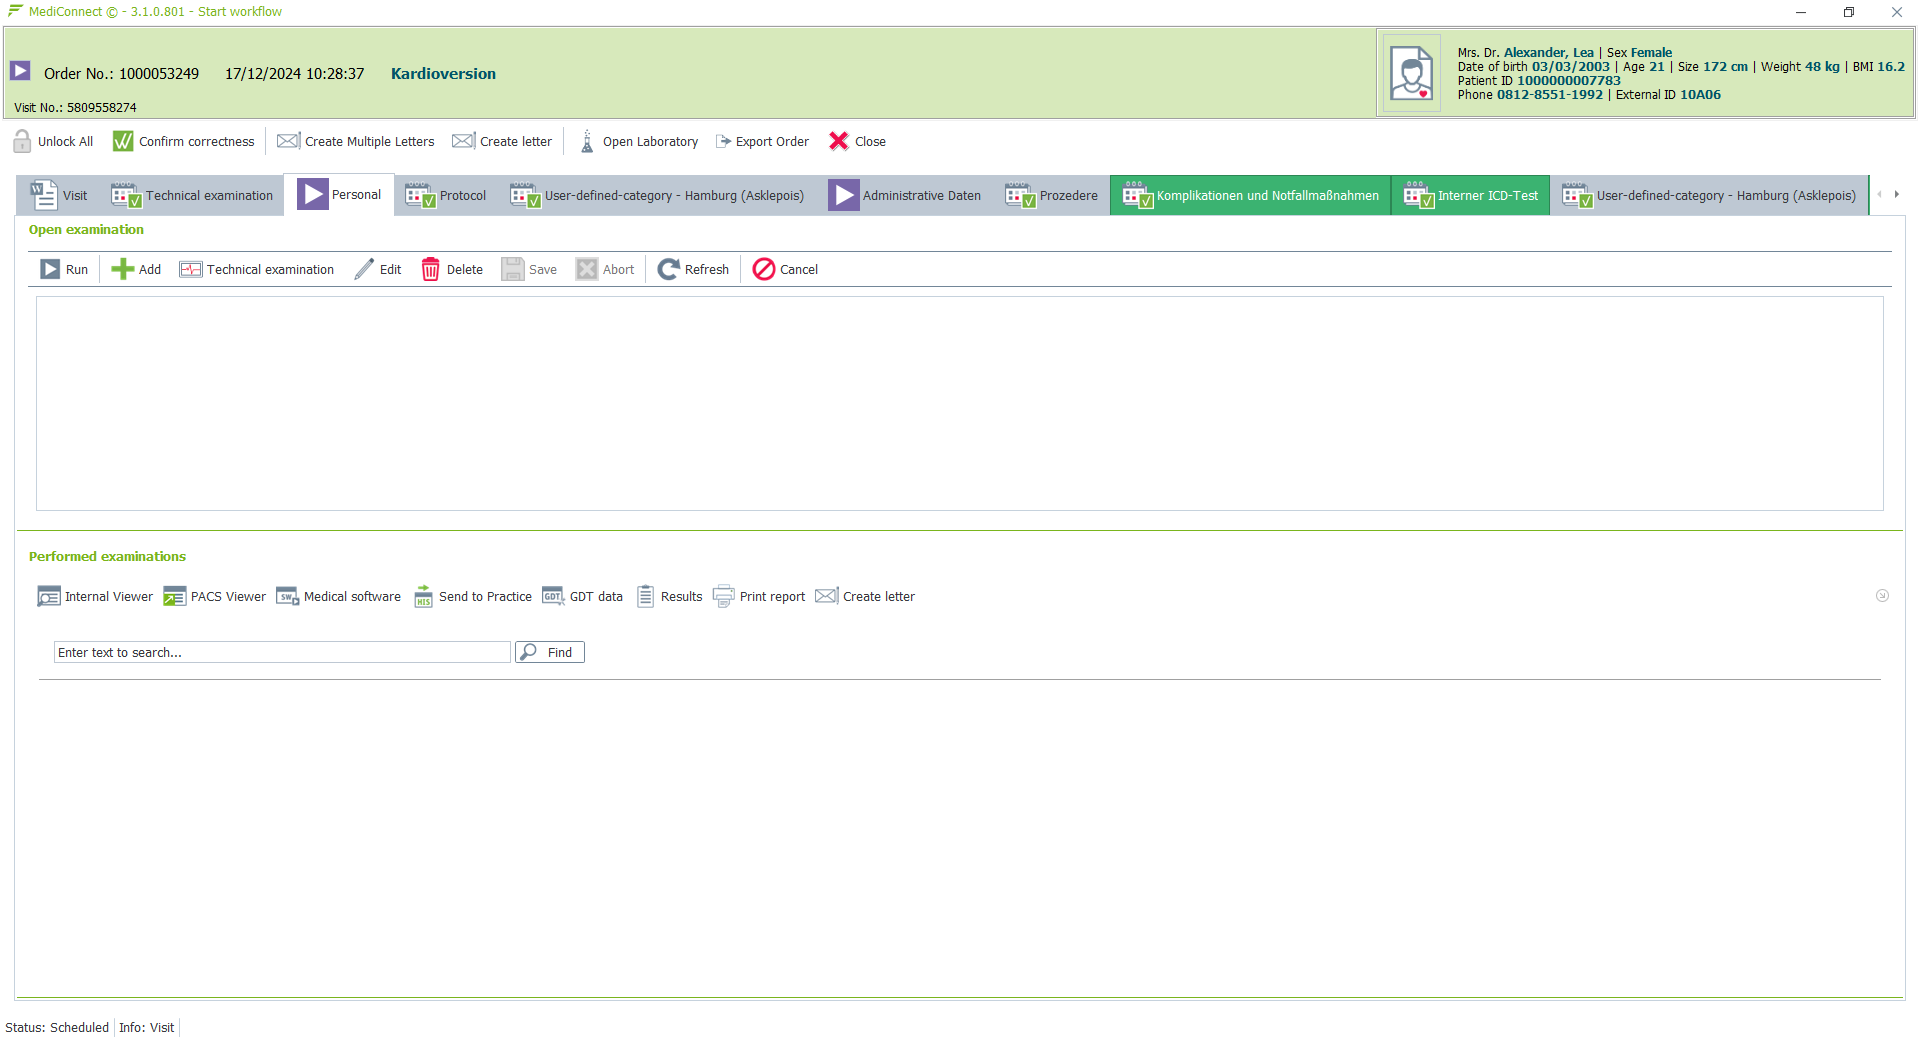 MediConnect © - 3.1.0.801 - Start workflow
Order No.: 1000053249 17/12/2024 10:28:37 Kardioversion
Visit No.: 5809558274
Mrs. Dr. Alexander, Lea | Sex Female
Date of birth 03/03/2003 | Age 21 | Size 172 cm | Weight 48 kg | BMI 16.2
Patient ID 1000000007783
Phone 0812-8551-1992 | External ID 10A06
Unlock All Confirm correctness Create Multiple Letters Create letter Open Laboratory Export Order Close
Visit Technical examination Personal Protocol User-defined-category - Hamburg (Asklepois) Administrative Daten Prozedere Komplikationen und Notfallmaßnahmen Interner ICD-Test User-defined-category - Hamburg (Asklepois)
Open examination
Run Add Technical examination Edit Delete Save Abort Refresh Cancel
Performed examinations
Internal Viewer PACS Viewer SW Medical software HIS Send to Practice GDT GDT data Results Print report Create letter
Enter text to search... Find
Status: Scheduled Info: Visit